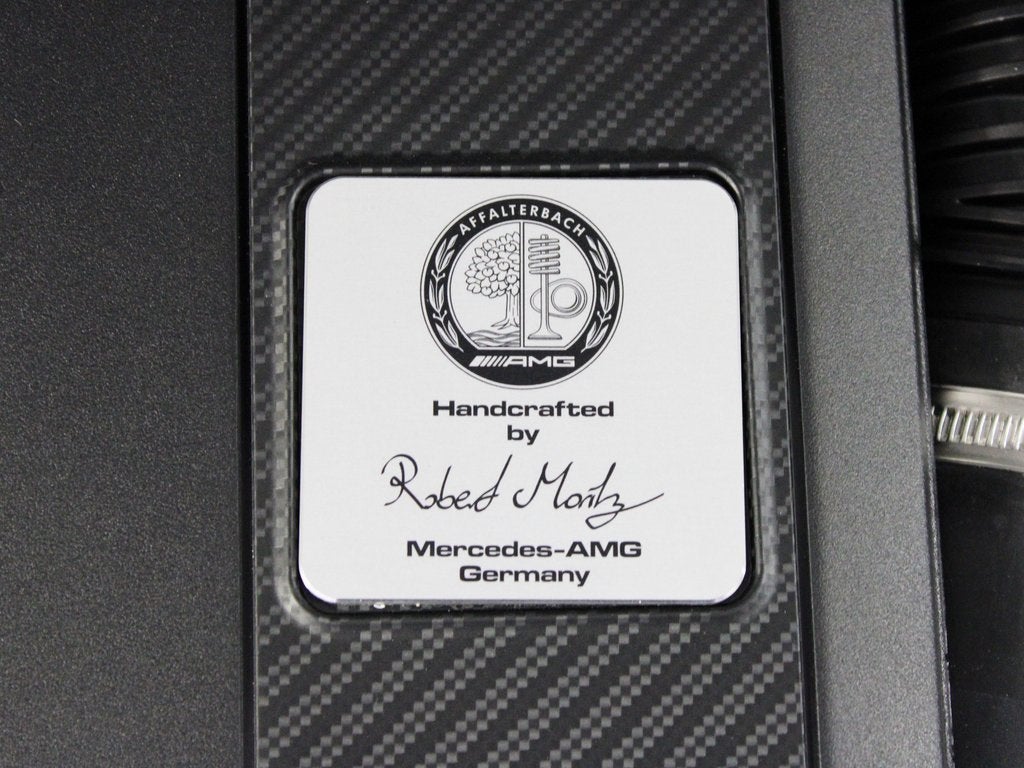 AFFALTERBACH
AMG
Handcrafted
by
Robert Moritz
Mercedes-AMG
Germany